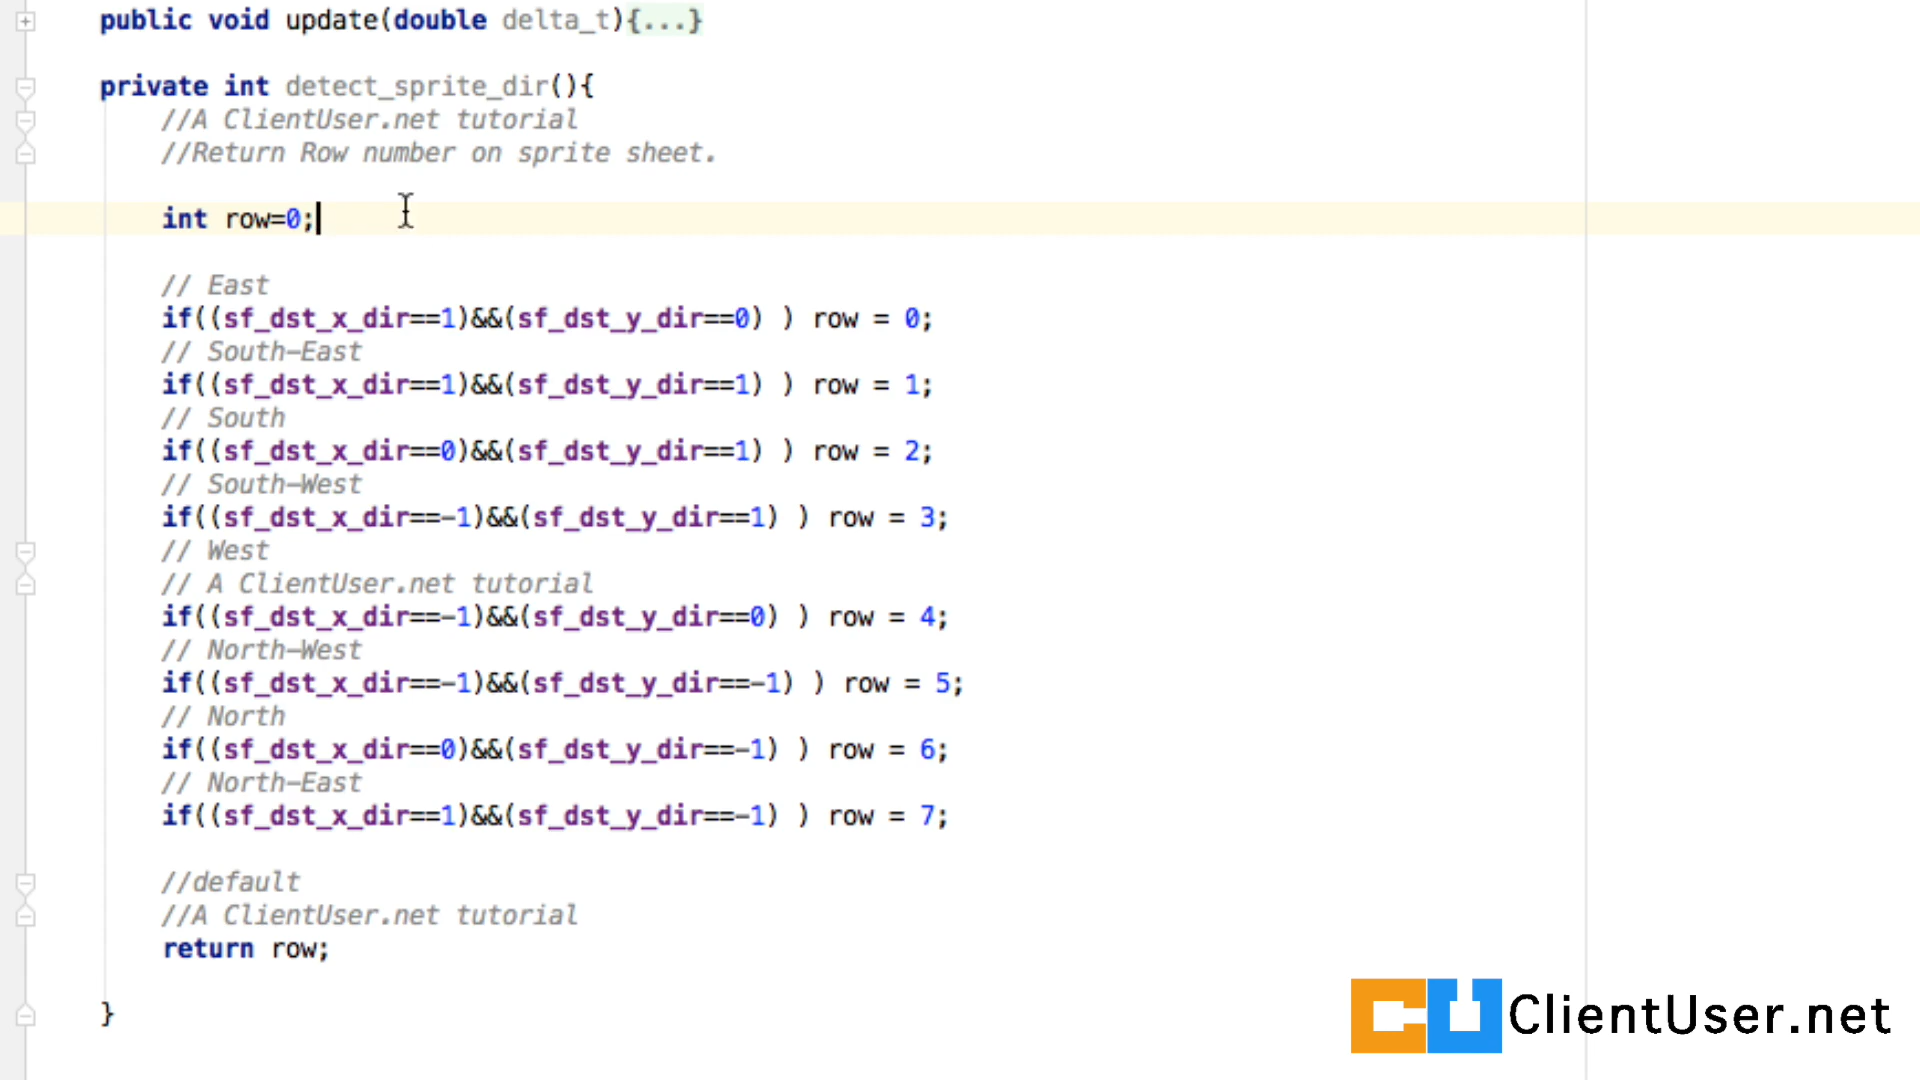 public void update(double delta_t){...}
private int detect_sprite_dir(){
//A ClientUser.net tutorial
//Return Row number on sprite sheet.
int row=0;
// East
if((sf_dst_x_dir==1)&&(sf_dst_y_dir==0) ) row = 0;
// South-East
if((sf_dst_x_dir==1)&&(sf_dst_y_dir==1) ) row = 1;
// South
if((sf_dst_x_dir==0)&&(sf_dst_y_dir==1) ) row = 2;
// South-West
if((sf_dst_x_dir==-1)&&(sf_dst_y_dir==1) ) row = 3;
// West
// A ClientUser.net tutorial
if((sf_dst_x_dir==-1)&&(sf_dst_y_dir==0) ) row = 4;
// North-West
if((sf_dst_x_dir==-1)&&(sf_dst_y_dir==-1) ) row = 5;
// North
if((sf_dst_x_dir==0)&&(sf_dst_y_dir==-1) ) row = 6;
// North-East
if((sf_dst_x_dir==1)&&(sf_dst_y_dir==-1) ) row = 7;
//default
//A ClientUser.net tutorial
return row;
}
CU ClientUser.net